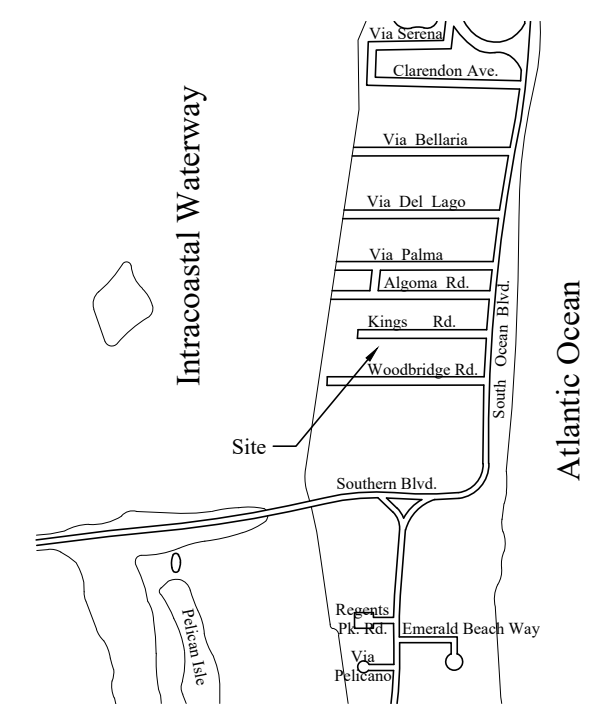 Via Serena
Clarendon Ave.
Via Bellaria
Intracoastal Waterway
Via Del Lago
Via Palma
Algoma Rd.
Kings Rd.
South Ocean Blvd.
Atlantic Ocean
Woodbridge Rd.
Site
Southern Blvd.
Pelican Isle
Regents
Pk. Rd.
Emerald Beach Way
Via
Pelicano